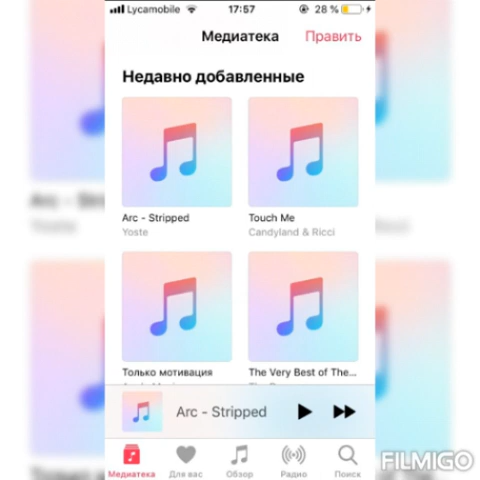 Lycamobile 17:57 28 %
Медиатека Править
Недавно добавленные
Arc - Stripped Touch Me
Yoste Candyland & Ricci
Только мотивация The Very Best of The...
Arc - Stripped
Медиатека Для вас Обзор Радио Поиск
FILMIGO